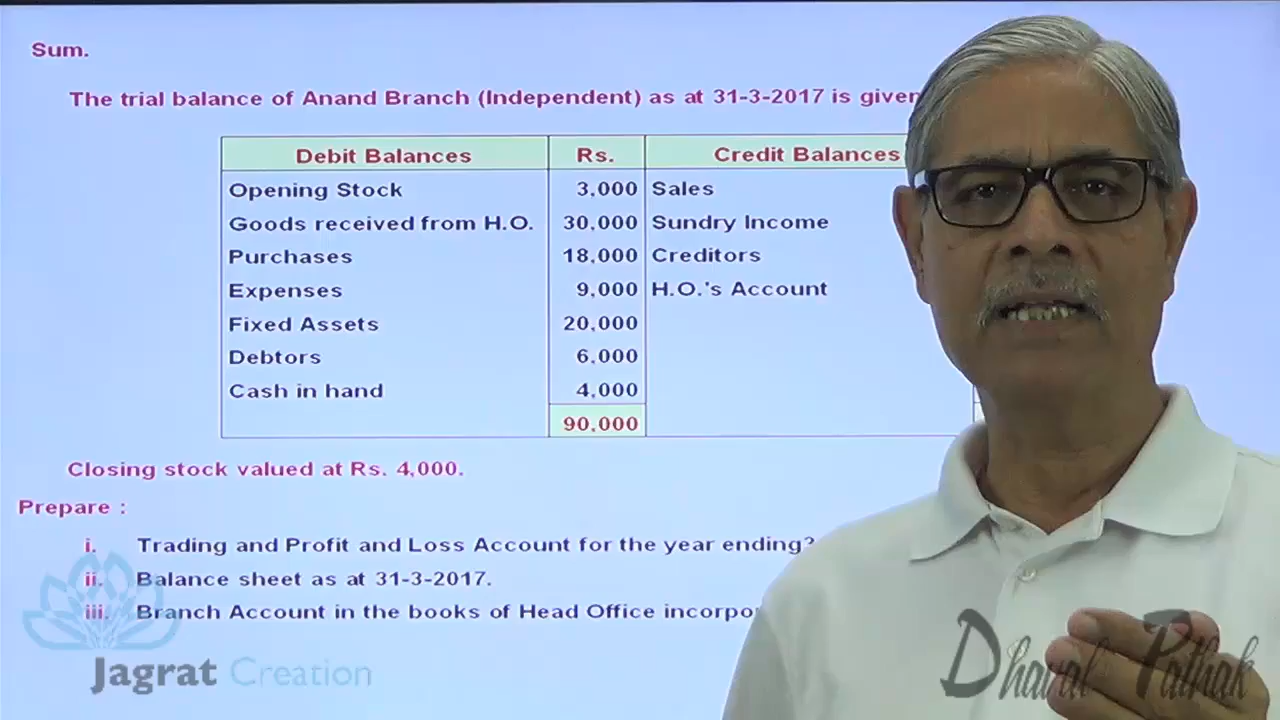 Sum.
The trial balance of Anand Branch (Independent) as at 31-3-2017 is given
Debit Balances Rs. Credit Balances
Opening Stock 3,000 Sales
Goods received from H.O. 30,000 Sundry Income
Purchases 18,000 Creditors
Expenses 9,000 H.O.'s Account
Fixed Assets 20,000
Debtors 6,000
Cash in hand 4,000
90,000
Closing stock valued at Rs. 4,000.
Prepare :
i. Trading and Profit and Loss Account for the year ending?
ii. Balance sheet as at 31-3-2017.
iii. Branch Account in the books of Head Office
Jagrat Creation
Dhaval Pathak